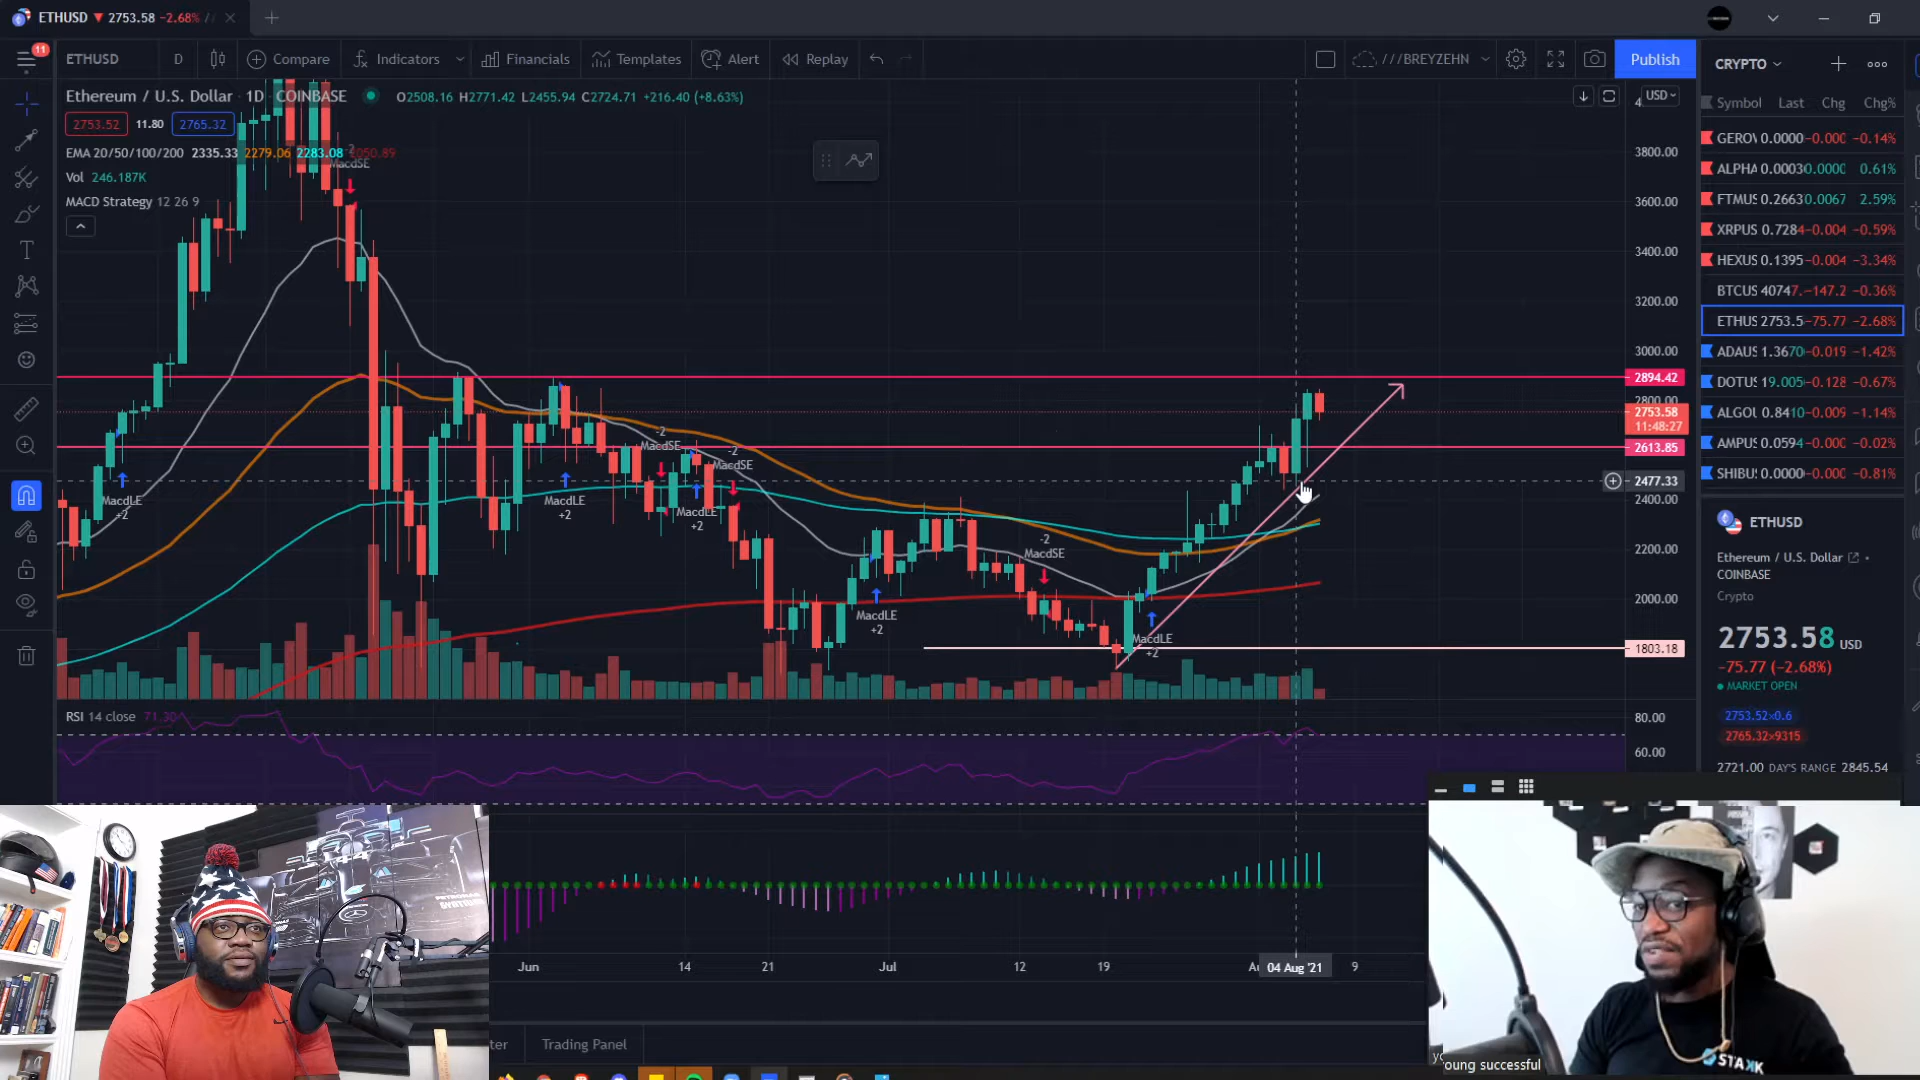 ETHUSD ▼ 2753.58 −2.68%
11
ETHUSD D Compare Indicators Financials Templates Alert Replay ///BREYZEHN Publish
Ethereum / U.S. Dollar 1D COINBASE O2508.16 H2771.42 L2455.94 C2724.71 +216.40 (+8.63%)
2753.52 11.80 2765.32
EMA 20/50/100/200 2335.33 2279.06 2283.08
Vol 246.187K
MACD Strategy 12 26 9
USD
3800.00
3600.00
3400.00
3200.00
3000.00
2894.42
2753.58
11:48:27
2613.85
2477.33
2400.00
2200.00
2000.00
1803.18
MacdSE
MacdLE
+2
MacdLE
+2
-2
MacdSE
MacdLE
+2
-2
MacdSE
MacdLE
+2
-2
MacdSE
MacdLE
+2
RSI 14 close 71.30
80.00
60.00
Jun 14 21 Jul 12 19 04 Aug '21 9
Trading Panel
CRYPTO
Symbol Last Chg Chg%
GEROV 0.0000 −0.000 −0.14%
ALPHA 0.0003 0.0000 0.61%
FTMUS 0.2663 0.0067 2.59%
XRPUS 0.7284 −0.004 −0.59%
HEXUS 0.1395 −0.004 −3.34%
BTCUS 40747. −147.2 −0.36%
ETHUS 2753.5 −75.77 −2.68%
ADAUS 1.3670 −0.019 −1.42%
DOTUS 19.005 −0.128 −0.67%
ALGOU 0.8410 −0.009 −1.14%
AMPUS 0.0594 −0.000 −0.02%
SHIBUS 0.0000 −0.000 −0.81%
ETHUSD
Ethereum / U.S. Dollar
COINBASE
Crypto
2753.58 USD
−75.77 (−2.68%)
MARKET OPEN
2753.52×0.6
2765.32×9315
2721.00 DAY'S RANGE 2845.54
STAKK
young successful